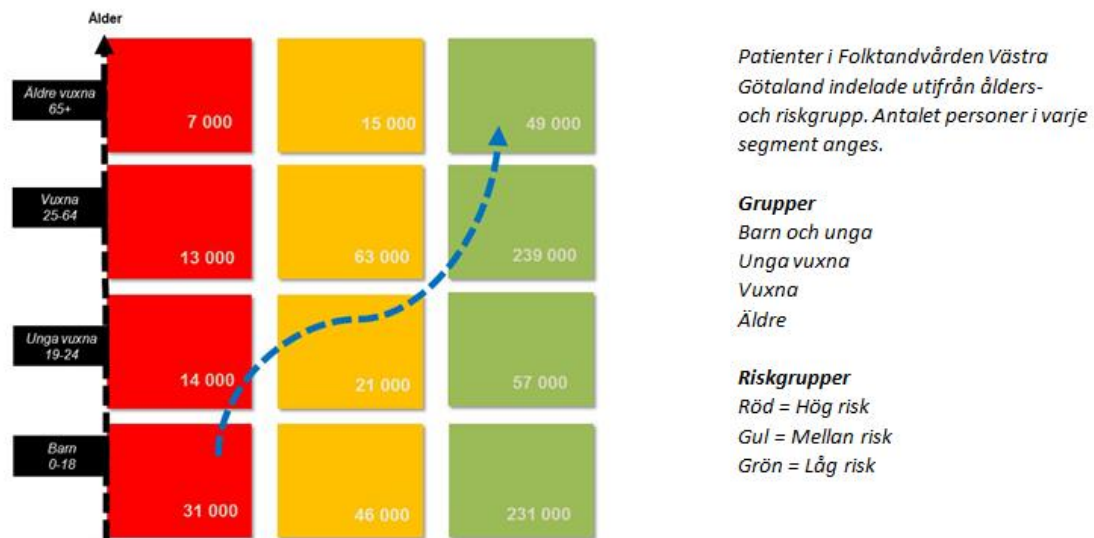 Ålder
Äldre vuxna
65+
7 000
15 000
49 000
Vuxna
25-64
13 000
63 000
239 000
Unga vuxna
19-24
14 000
21 000
57 000
Barn
0-18
31 000
46 000
231 000
Patienter i Folktandvården Västra
Götaland indelade utifrån ålders-
och riskgrupp. Antalet personer i varje
segment anges.
Grupper
Barn och unga
Unga vuxna
Vuxna
Äldre
Riskgrupper
Röd = Hög risk
Gul = Mellan risk
Grön = Låg risk